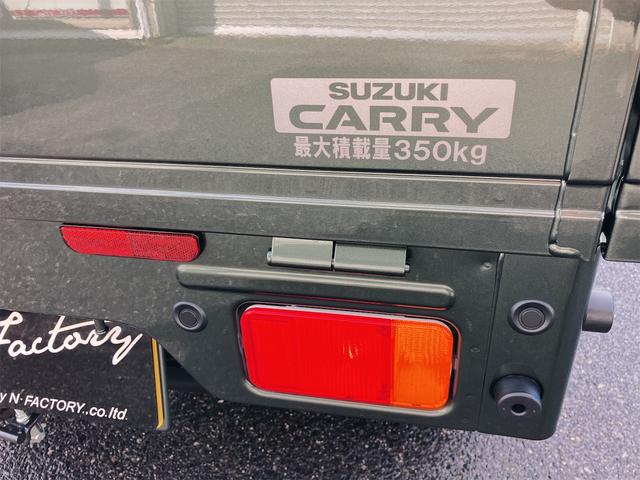 SUZUKI
CARRY
最大積載量350kg
Factory
y N·FACTORY..co.ltd